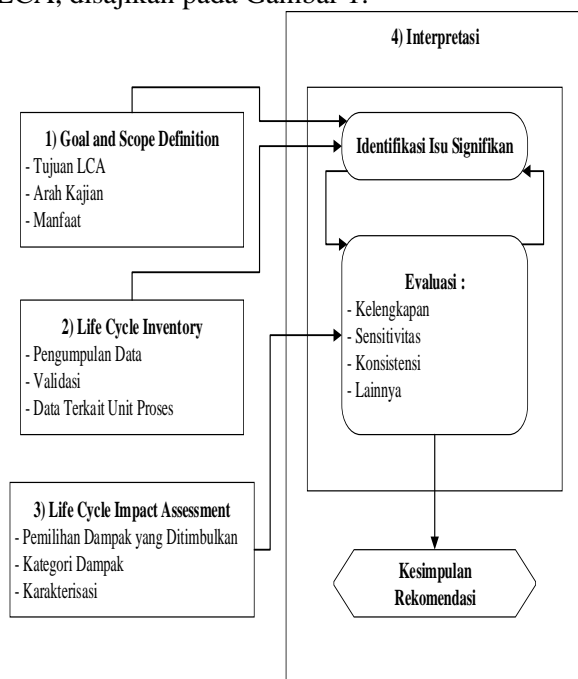 LCA, disajikan pada Gambar 1.
4) Interpretasi
1) Goal and Scope Definition
- Tujuan LCA
- Arah Kajian
- Manfaat
Identifikasi Isu Signifikan
2) Life Cycle Inventory
- Pengumpulan Data
- Validasi
- Data Terkait Unit Proses
Evaluasi :
- Kelengkapan
- Sensitivitas
- Konsistensi
- Lainnya
3) Life Cycle Impact Assessment
- Pemilihan Dampak yang Ditimbulkan
- Kategori Dampak
- Karakterisasi
Kesimpulan
Rekomendasi